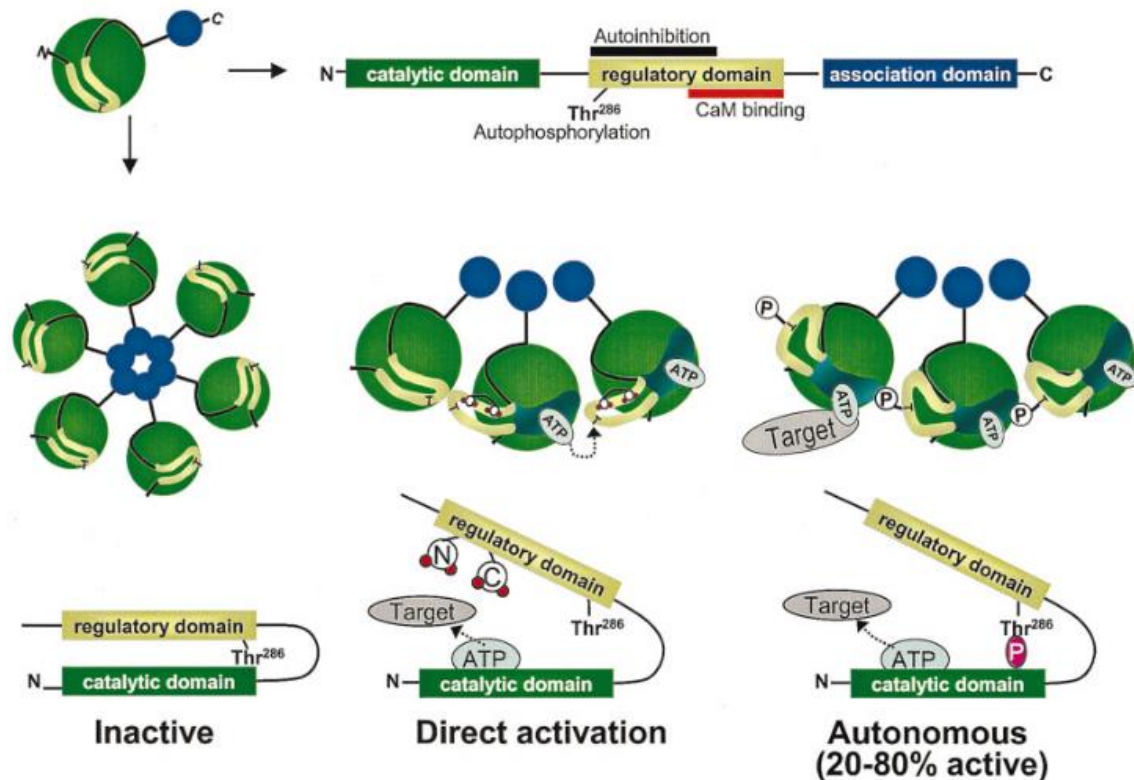 N
C
Autoinhibition
N
catalytic domain
regulatory domain
association domain
C
Thr286
CaM binding
Autophosphorylation
ATP
ATP
P
P
P
ATP
ATP
Target
regulatory domain
N
C
Target
Thr286
ATP
N
catalytic domain
regulatory domain
Thr286
N
catalytic domain
regulatory domain
Target
Thr286
P
ATP
N
catalytic domain
Inactive
Direct activation
Autonomous
(20-80% active)